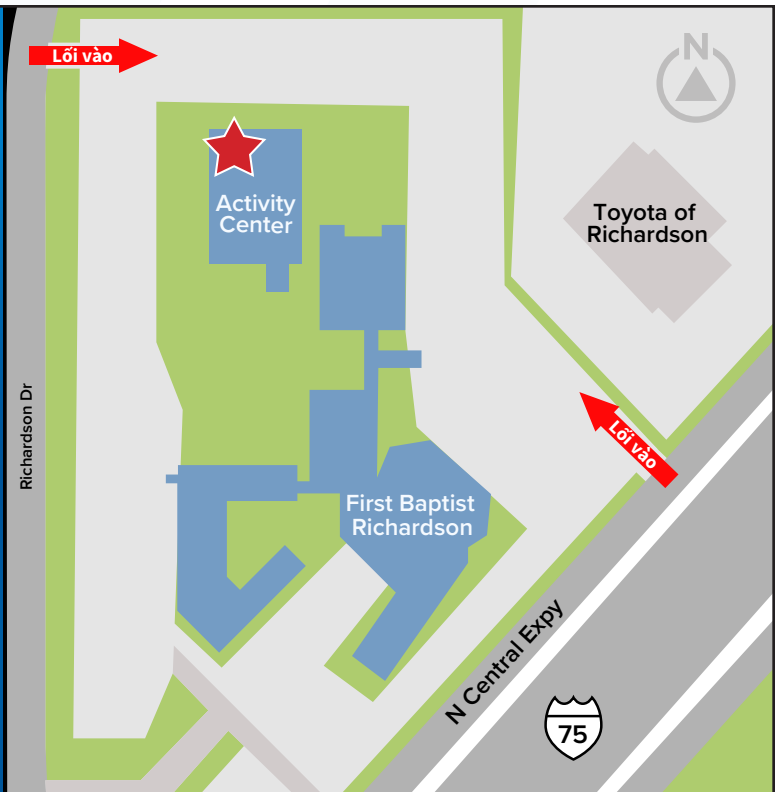 Lối vào
N
Activity
Center
Toyota of
Richardson
Richardson Dr
Lối vào
First Baptist
Richardson
N Central Expy
75